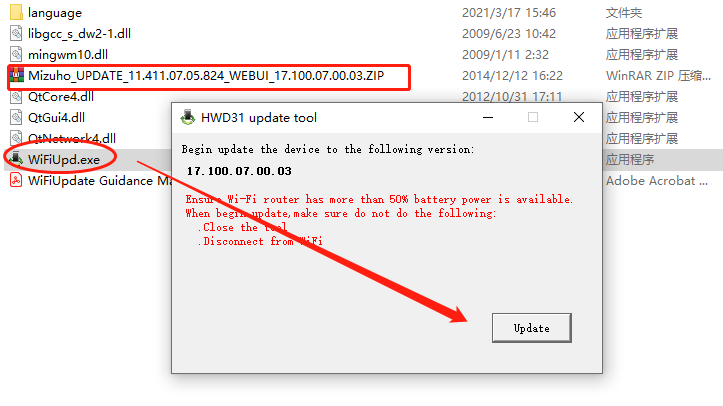 language 2021/3/17 15:46 文件夹
libgcc_s_dw2-1.dll 2009/6/23 10:42 应用程序扩展
mingwm10.dll 2009/1/11 2:32 应用程序扩展
Mizuho_UPDATE_11.411.07.05.824_WEBUI_17.100.07.00.03.ZIP 2014/12/12 16:22 WinRAR ZIP 压缩...
QtCore4.dll 2012/10/31 17:11 应用程序扩展
QtGui4.dll 应用程序扩展
QtNetwork4.dll 应用程序扩展
WiFiUpd.exe 应用程序
WiFiUpdate Guidance Ma Adobe Acrobat ...
HWD31 update tool
Begin update the device to the following version:
17.100.07.00.03
Ensure Wi-Fi router has more than 50% battery power is available.
When begin update,make sure do not do the following:
.Close the tool
.Disconnect from WiFi
Update